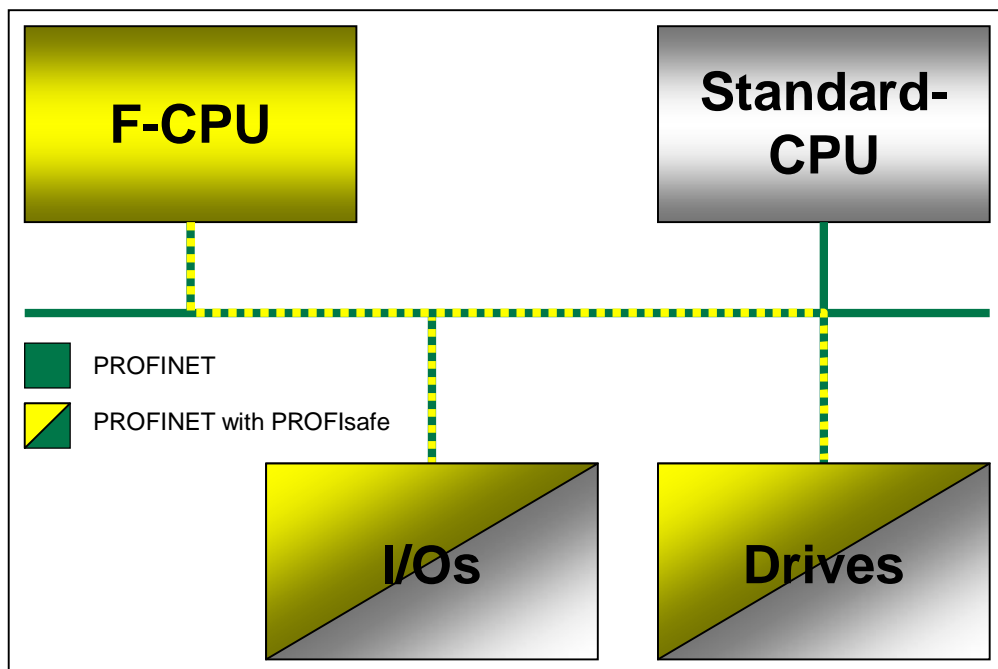 F-CPU
Standard-
CPU
PROFINET
PROFINET with PROFIsafe
I/Os
Drives